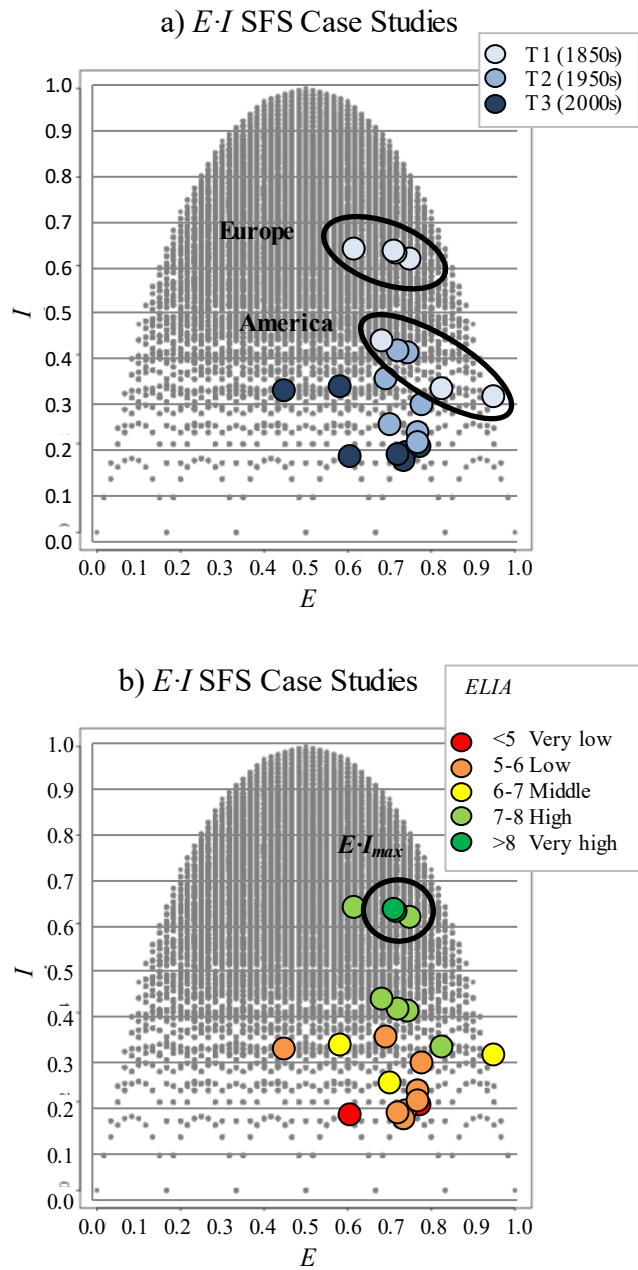 a) E·I SFS Case Studies
T1 (1850s)
T2 (1950s)
T3 (2000s)
1.0
0.9
0.8
0.7
Europe
0.6
I
0.5
America
0.4
0.3
0.2
0.1
0.0
0.0 0.1 0.2 0.3 0.4 0.5 0.6 0.7 0.8 0.9 1.0
E
b) E·I SFS Case Studies
ELIA
<5 Very low
5-6 Low
6-7 Middle
7-8 High
>8 Very high
1.0
0.9
0.8
E·Imax
0.7
0.6
I
0.5
0.4
0.3
0.2
0.1
0.0
0.0 0.1 0.2 0.3 0.4 0.5 0.6 0.7 0.8 0.9 1.0
E